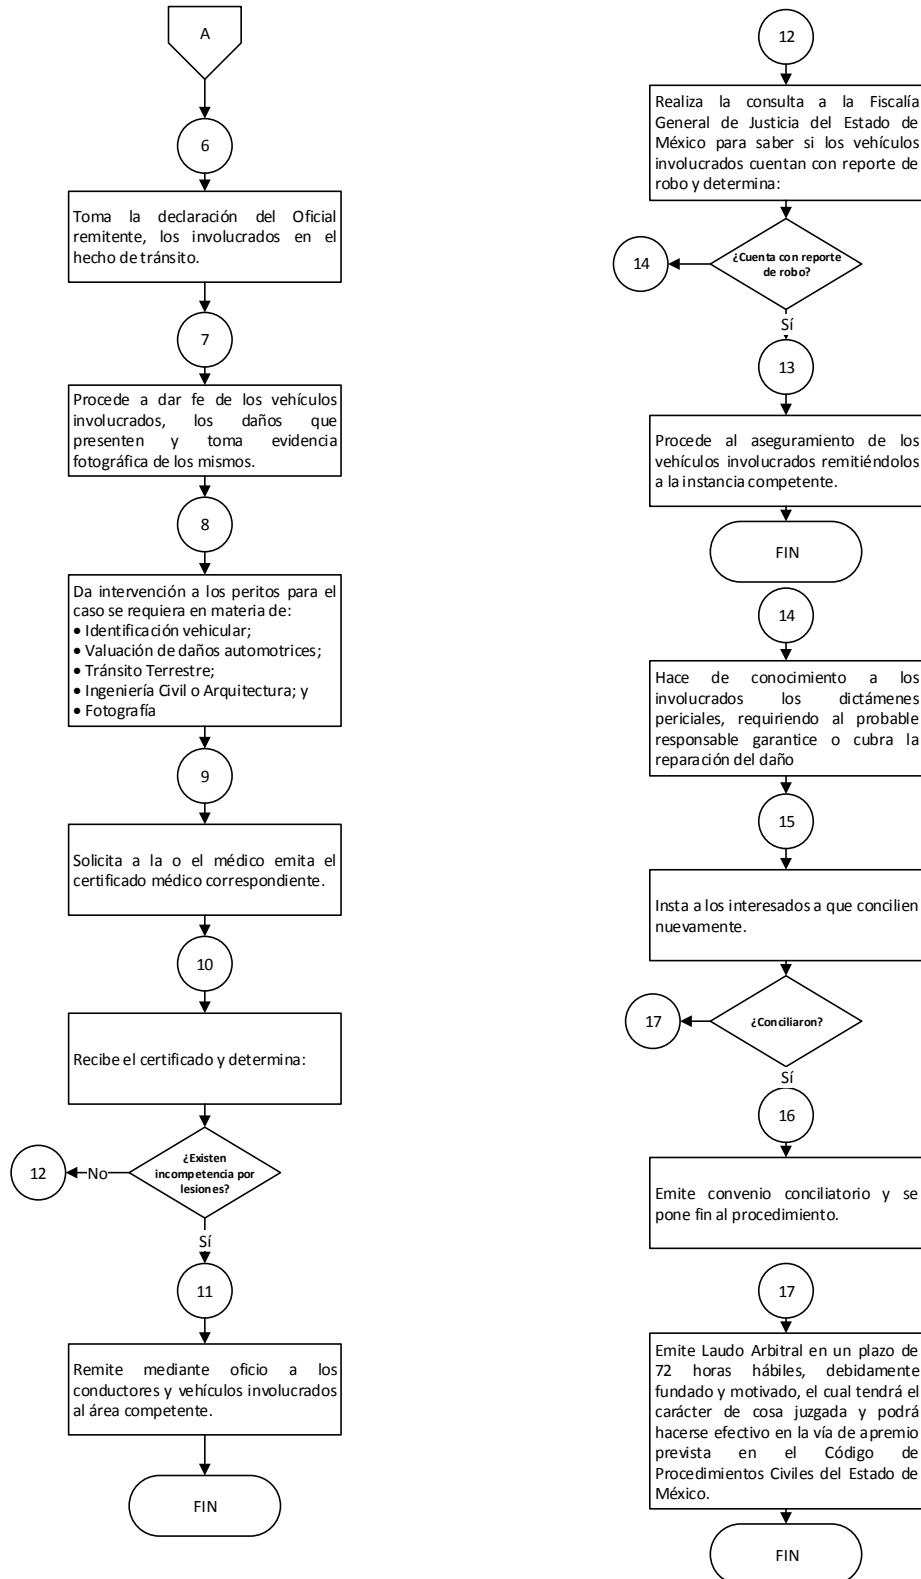 A
6
Toma la declaración del Oficial
remitente, los involucrados en el
hecho de tránsito.
7
Procede a dar fe de los vehículos
involucrados, los daños que
presenten y toma evidencia
fotográfica de los mismos.
8
Da intervención a los peritos para el
caso se requiera en materia de:
• Identificación vehicular;
• Valuación de daños automotrices;
• Tránsito Terrestre;
• Ingeniería Civil o Arquitectura; y
• Fotografía
9
Solicita a la o el médico emita el
certificado médico correspondiente.
10
Recibe el certificado y determina:
¿Existen
incompetencia por
lesiones?
No
12
Sí
11
Remite mediante oficio a los
conductores y vehículos involucrados
al área competente.
FIN
12
Realiza la consulta a la Fiscalía
General de Justicia del Estado de
México para saber si los vehículos
involucrados cuentan con reporte de
robo y determina:
¿Cuenta con reporte
de robo?
14
Sí
13
Procede al aseguramiento de los
vehículos involucrados remitiéndolos
a la instancia competente.
FIN
14
Hace de conocimiento a los
involucrados los dictámenes
periciales, requiriendo al probable
responsable garantice o cubra la
reparación del daño
15
Insta a los interesados a que concilien
nuevamente.
¿Conciliaron?
17
Sí
16
Emite convenio conciliatorio y se
pone fin al procedimiento.
17
Emite Laudo Arbitral en un plazo de
72 horas hábiles, debidamente
fundado y motivado, el cual tendrá el
carácter de cosa juzgada y podrá
hacerse efectivo en la vía de apremio
prevista en el Código de
Procedimientos Civiles del Estado de
México.
FIN